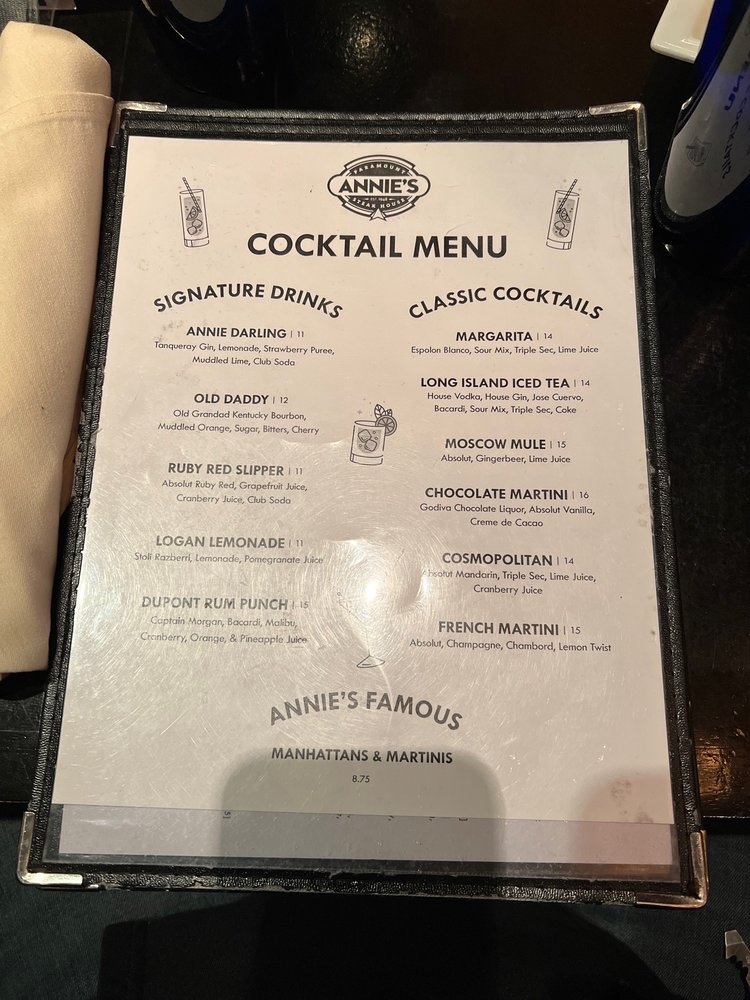 PARAMOUNT
ANNIE'S
EST. 1948
STEAK HOUSE
COCKTAIL MENU
SIGNATURE DRINKS
ANNIE DARLING | 11
Tanqueray Gin, Lemonade, Strawberry Puree,
Muddled Lime, Club Soda
OLD DADDY | 12
Old Grandad Kentucky Bourbon,
Muddled Orange, Sugar, Bitters, Cherry
RUBY RED SLIPPER | 11
Absolut Ruby Red, Grapefruit Juice,
Cranberry Juice, Club Soda
LOGAN LEMONADE | 11
Stoli Razberri, Lemonade, Pomegranate Juice
DUPONT RUM PUNCH | 15
Captain Morgan, Bacardi, Malibu,
Cranberry, Orange, & Pineapple Juice
CLASSIC COCKTAILS
MARGARITA | 14
Espolon Blanco, Sour Mix, Triple Sec, Lime Juice
LONG ISLAND ICED TEA | 14
House Vodka, House Gin, Jose Cuervo,
Bacardi, Sour Mix, Triple Sec, Coke
MOSCOW MULE | 15
Absolut, Gingerbeer, Lime Juice
CHOCOLATE MARTINI | 16
Godiva Chocolate Liquor, Absolut Vanilla,
Creme de Cacao
COSMOPOLITAN | 14
Absolut Mandarin, Triple Sec, Lime Juice,
Cranberry Juice
FRENCH MARTINI | 15
Absolut, Champagne, Chambord, Lemon Twist
ANNIE'S FAMOUS
MANHATTANS & MARTINIS
8.75